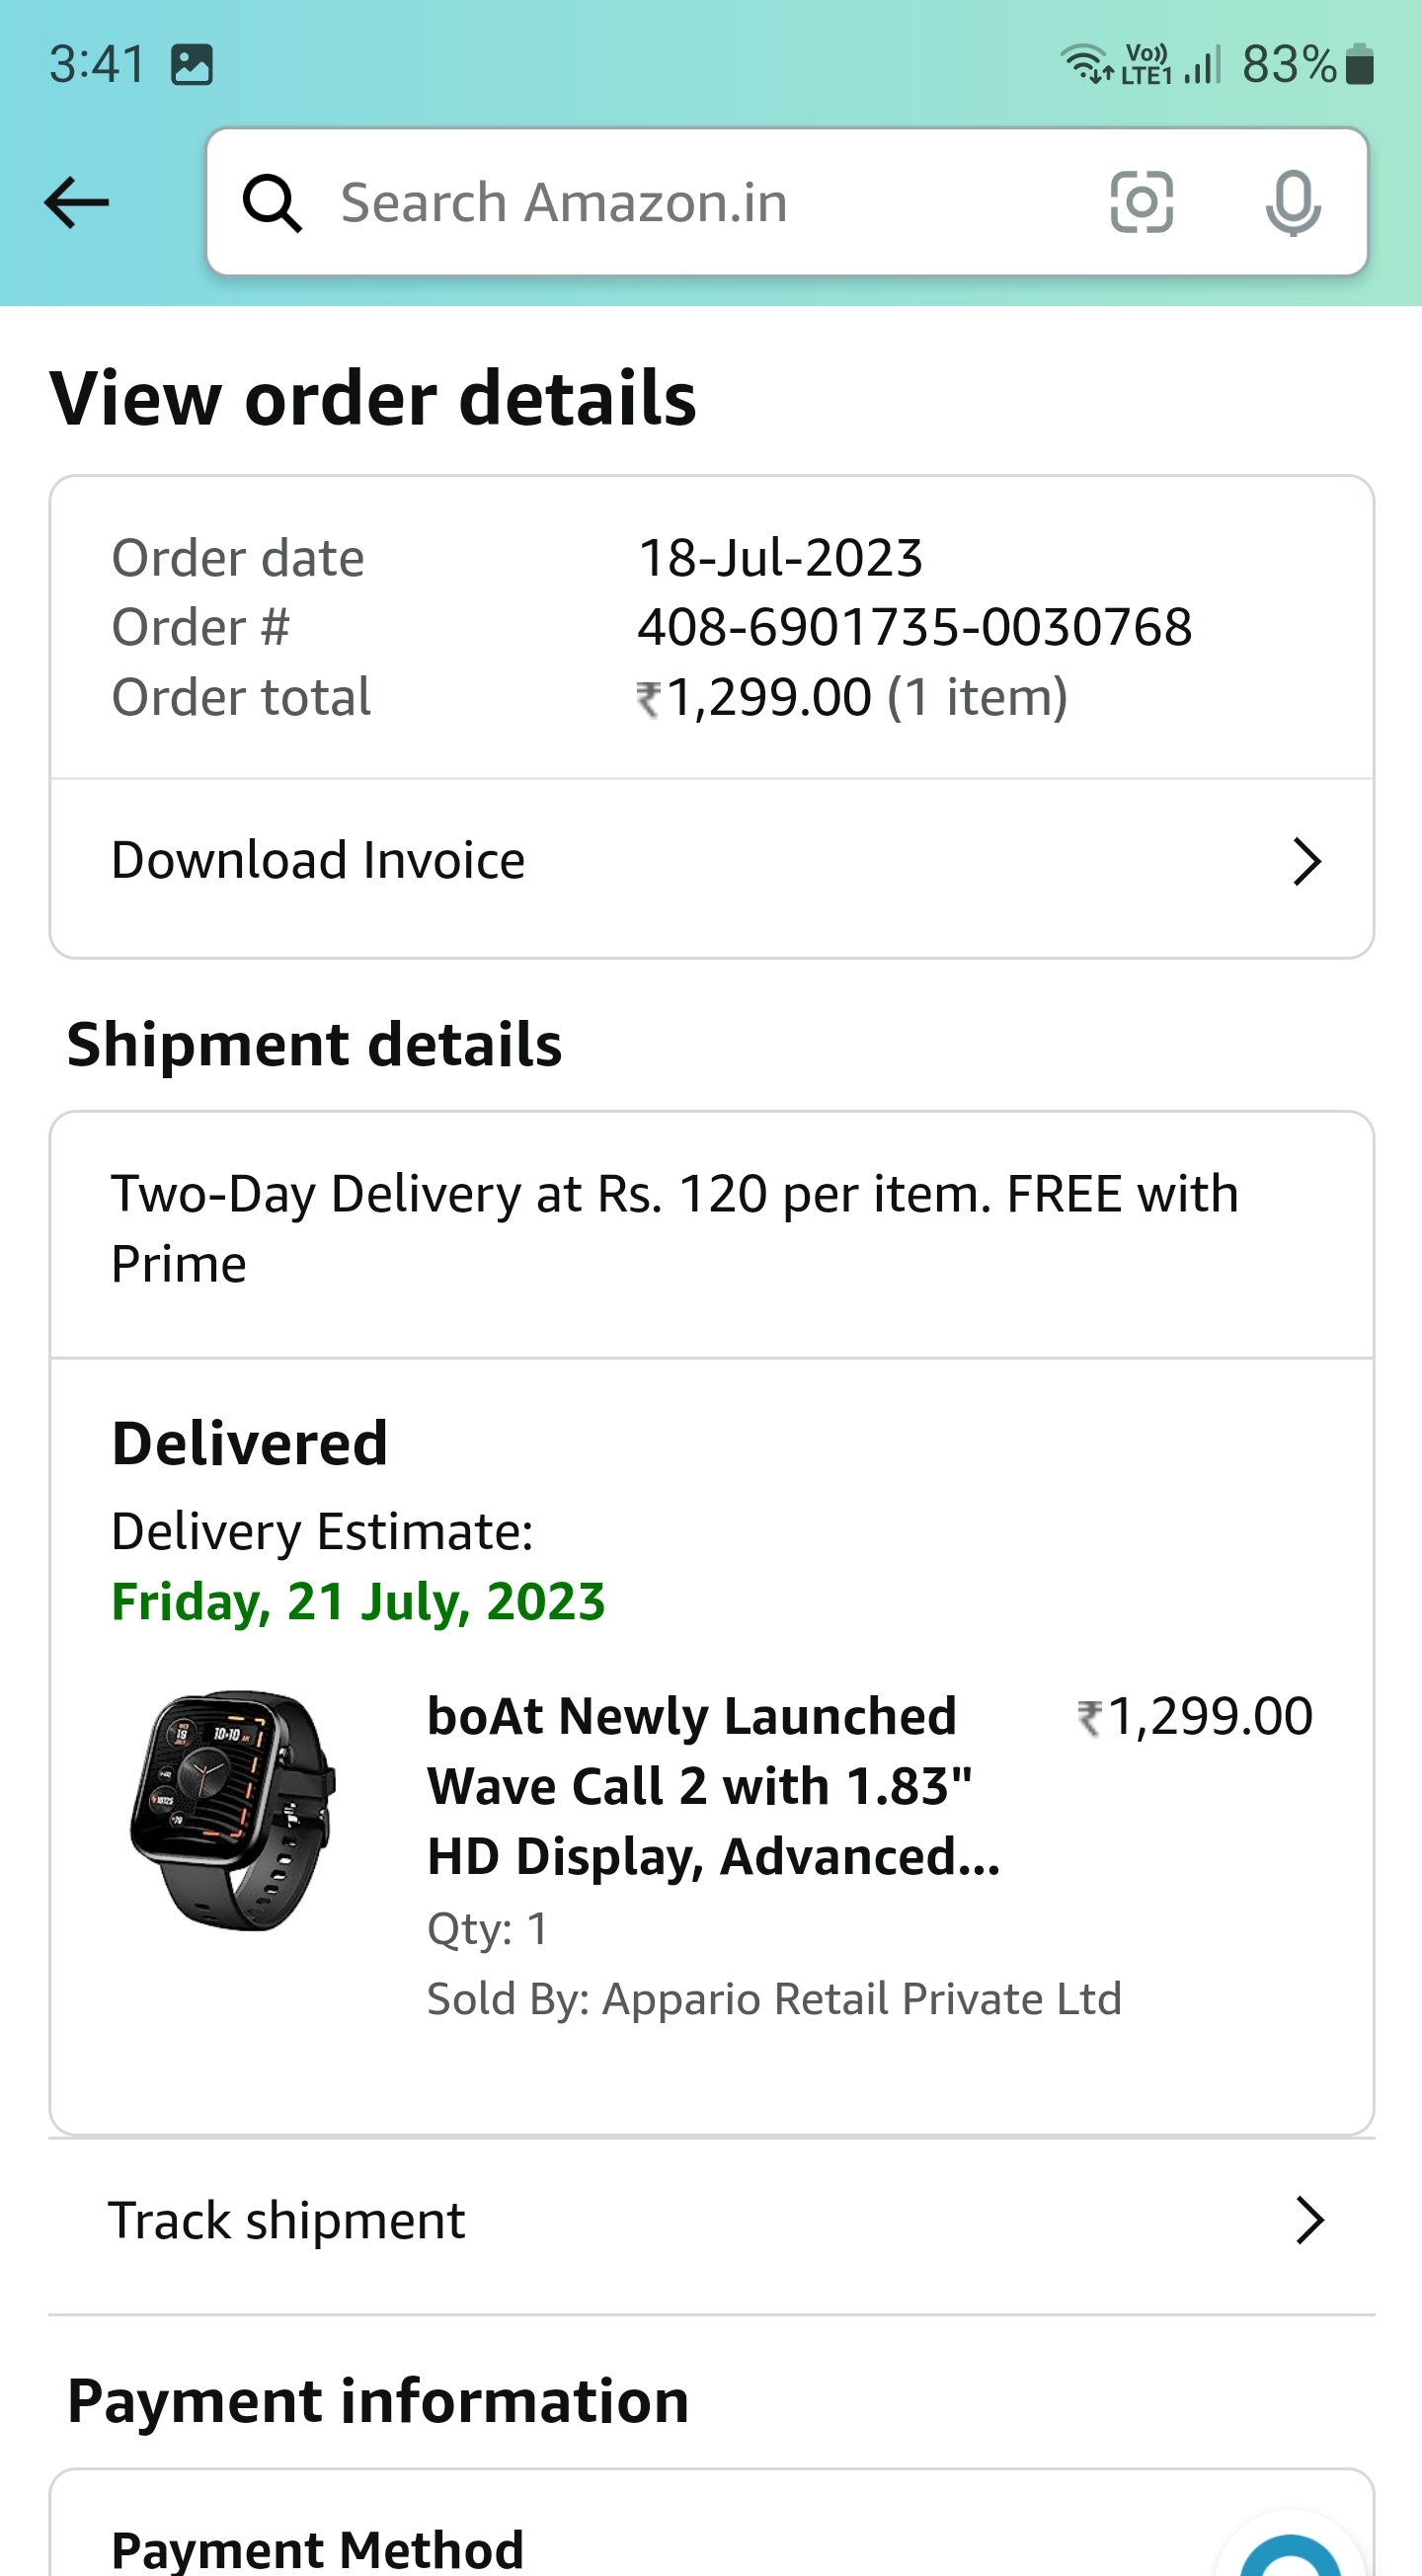 3:41
Vo))
LTE1
83%
Search Amazon.in
View order details
Order date 18-Jul-2023
Order # 408-6901735-0030768
Order total ₹1,299.00 (1 item)
Download Invoice
Shipment details
Two-Day Delivery at Rs. 120 per item. FREE with
Prime
Delivered
Delivery Estimate:
Friday, 21 July, 2023
10:10
boAt Newly Launched ₹1,299.00
Wave Call 2 with 1.83"
HD Display, Advanced...
Qty: 1
Sold By: Appario Retail Private Ltd
Track shipment
Payment information
Payment Method